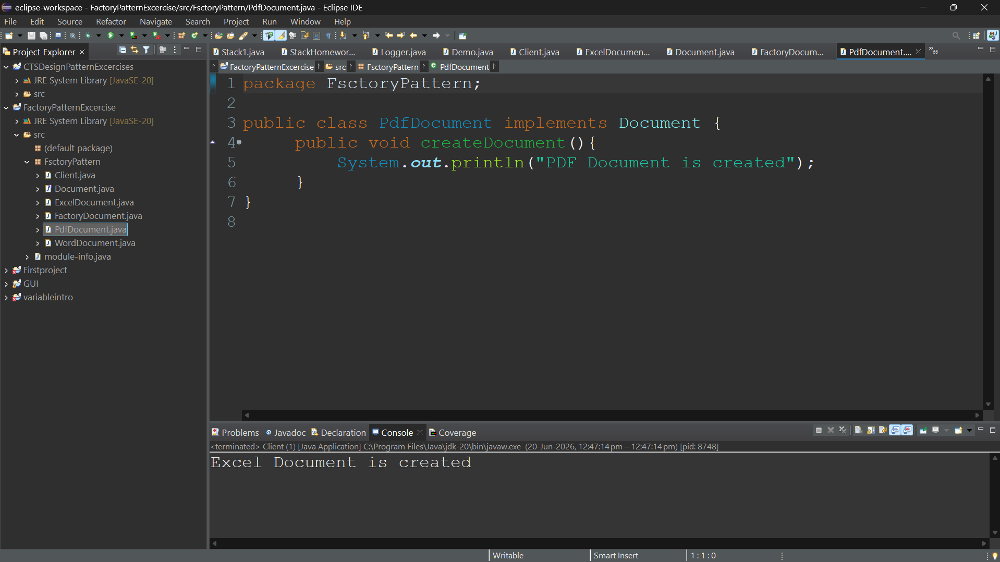 eclipse-workspace - FactoryPatternExcercise/src/FsctoryPattern/PdfDocument.java - Eclipse IDE
File Edit Source Refactor Navigate Search Project Run Window Help
Project Explorer
CTSDesignPatternExcercises
JRE System Library [JavaSE-20]
src
FactoryPatternExcercise
JRE System Library [JavaSE-20]
src
(default package)
FsctoryPattern
Client.java
Document.java
ExcelDocument.java
FactoryDocument.java
PdfDocument.java
WordDocument.java
module-info.java
Firstproject
GUI
variableintro
Stack1.java StackHomewor... Logger.java Demo.java Client.java ExcelDocumen... Document.java FactoryDocum... PdfDocument.... »66
FactoryPatternExcercise src FsctoryPattern PdfDocument
1 package FsctoryPattern;
2
3 public class PdfDocument implements Document {
4 public void createDocument(){
5 System.out.println("PDF Document is created");
6 }
7 }
8
Problems Javadoc Declaration Console Coverage
<terminated> Client (1) [Java Application] C:\Program Files\Java\jdk-20\bin\javaw.exe (20-Jun-2026, 12:47:14 pm – 12:47:14 pm) [pid: 8748]
Excel Document is created
Writable Smart Insert 1 : 1 : 0